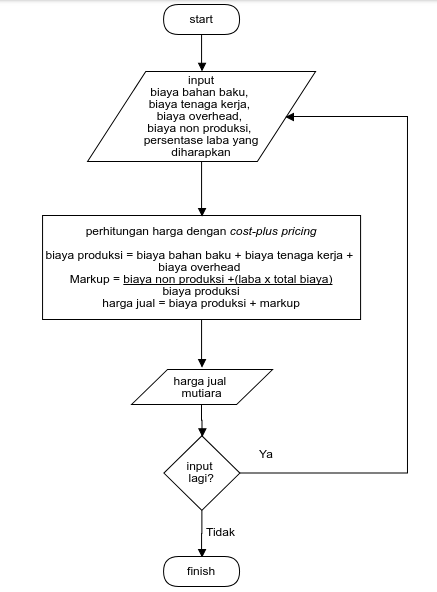 start
input
biaya bahan baku,
biaya tenaga kerja,
biaya overhead,
biaya non produksi,
persentase laba yang
diharapkan
perhitungan harga dengan cost-plus pricing
biaya produksi = biaya bahan baku + biaya tenaga kerja +
biaya overhead
Markup = biaya non produksi +(laba x total biaya)
biaya produksi
harga jual = biaya produksi + markup
harga jual
mutiara
input
lagi?
Ya
Tidak
finish